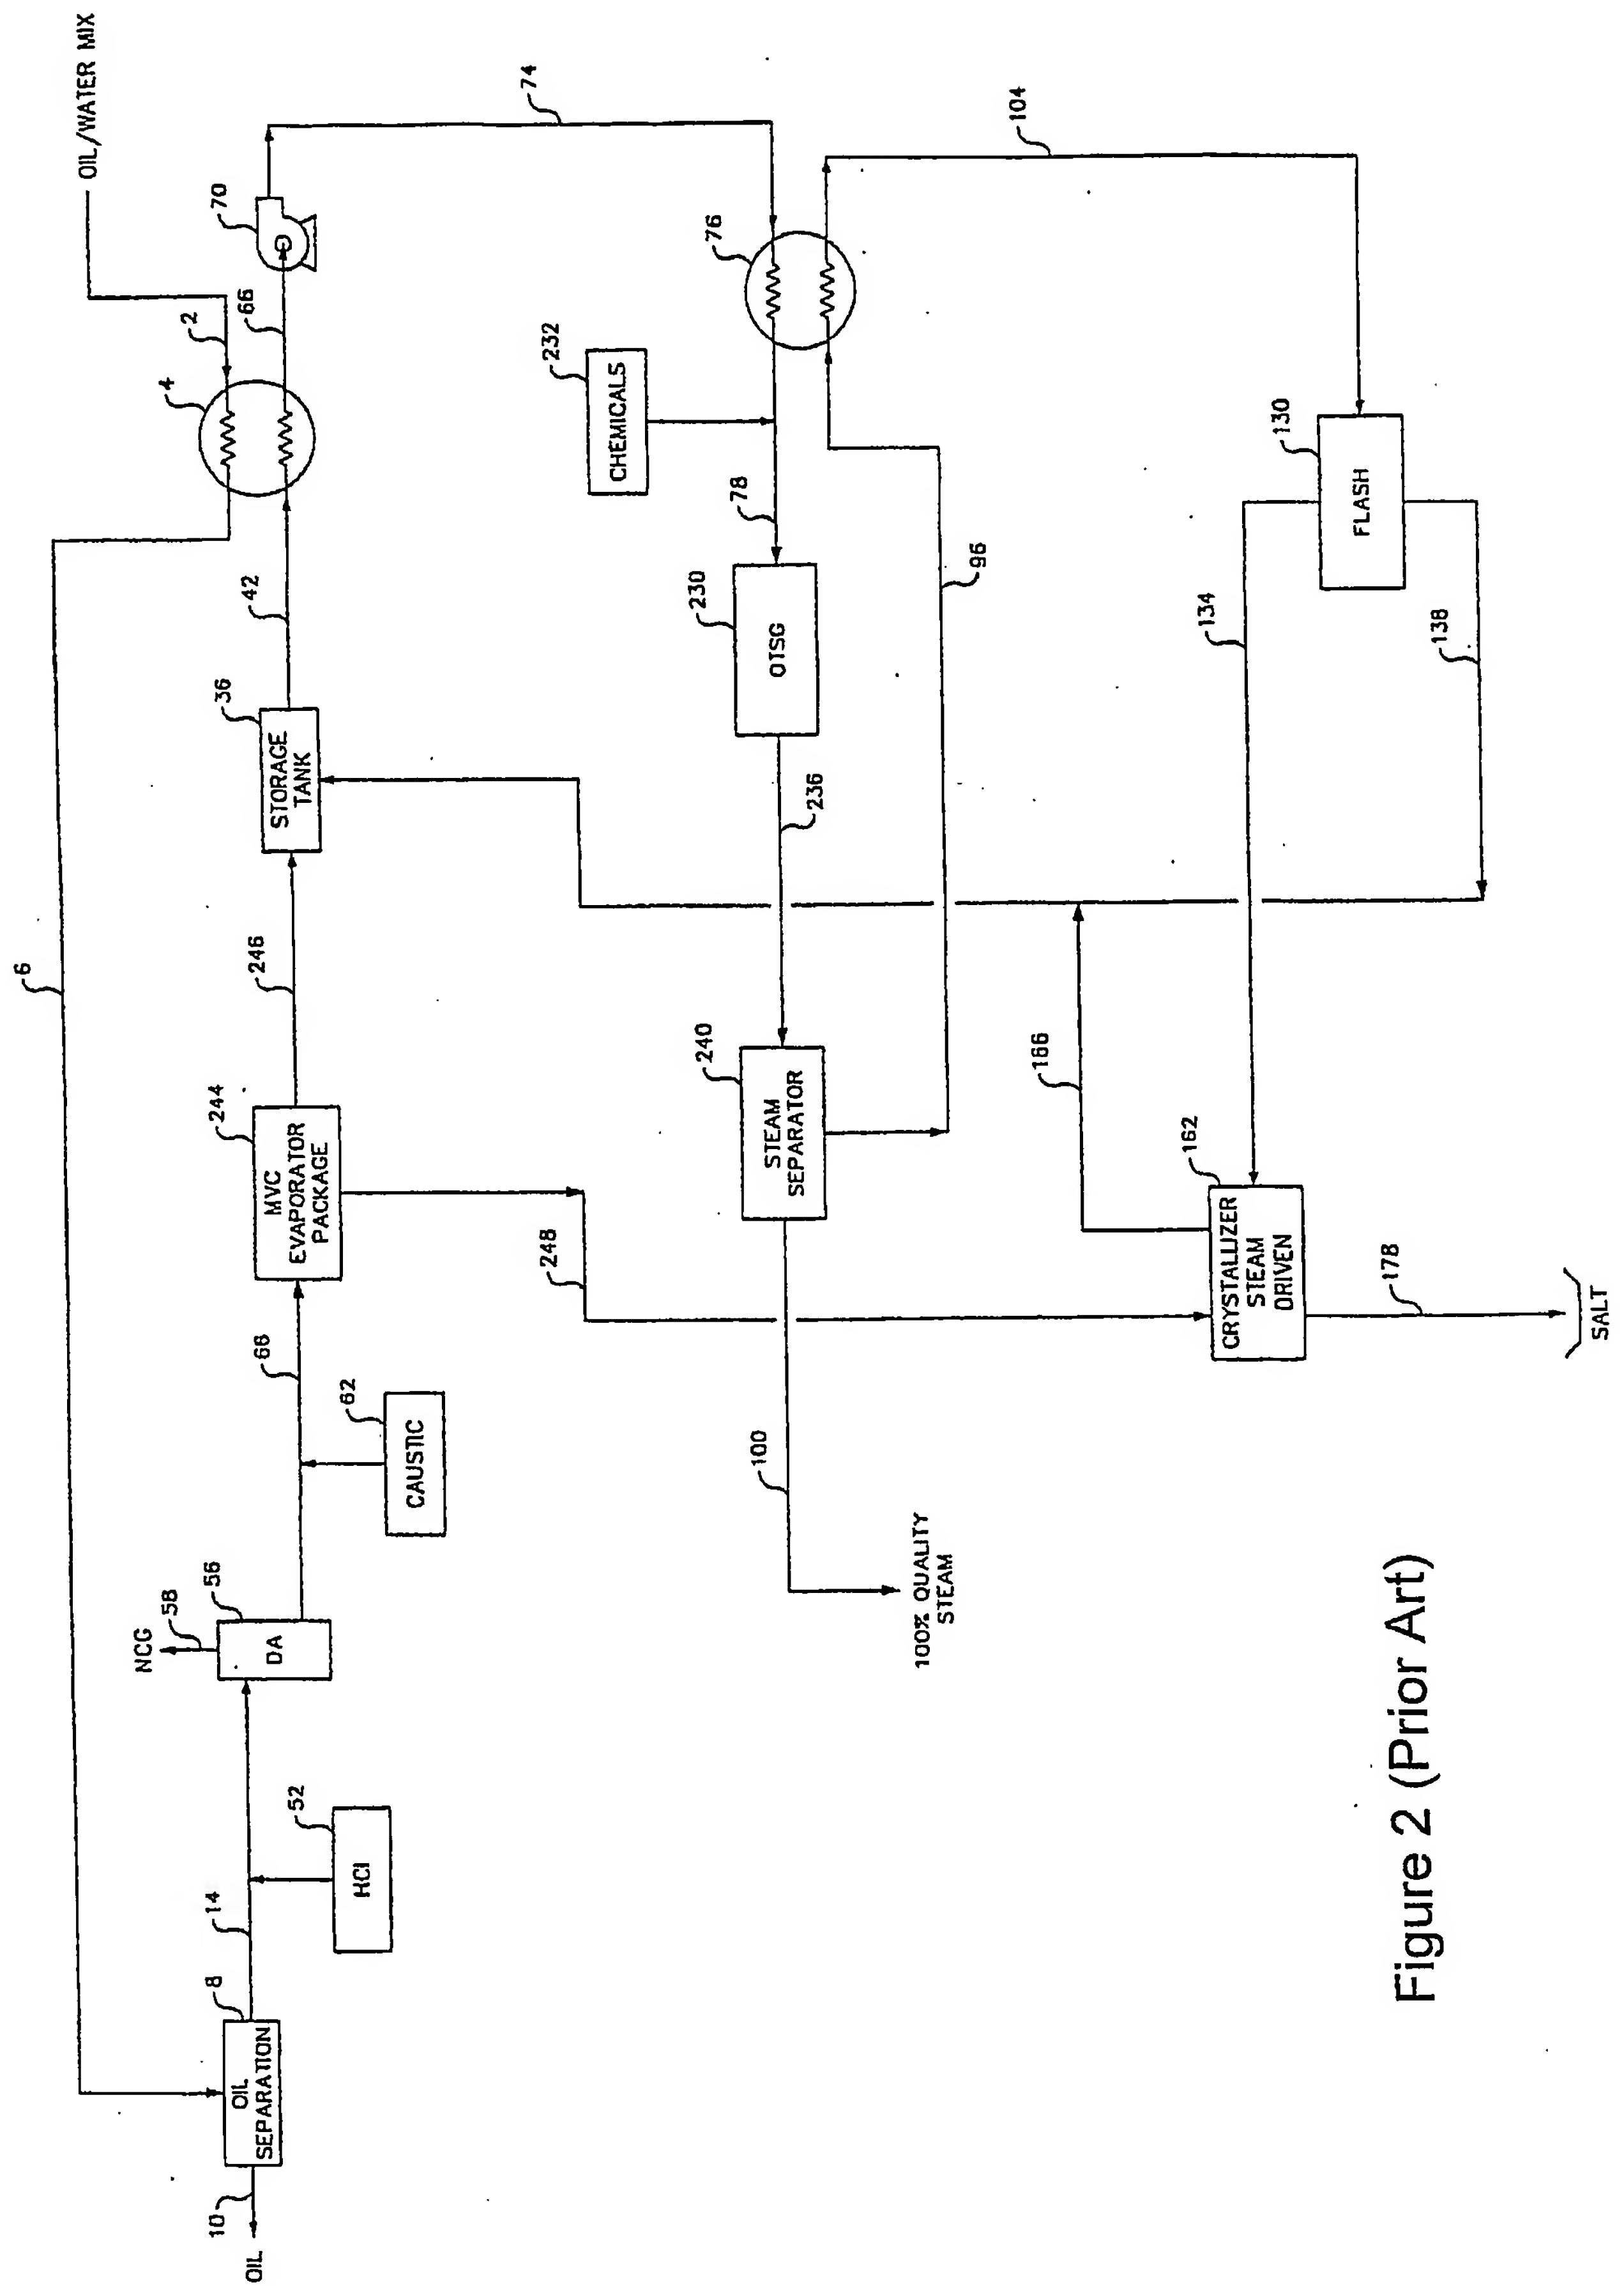 OIL/WATER MIX
2
4
6
66
70
74
42
36
STORAGE
TANK
246
244
MVC
EVAPORATOR
PACKAGE
248
66
62
CAUSTIC
NCG
58
56
DA
52
HCl
14
8
OIL
SEPARATION
10
OIL
76
232
CHEMICALS
78
230
OTSG
236
96
240
STEAM
SEPARATOR
100
100% QUALITY
STEAM
104
130
FLASH
134
138
166
162
CRYSTALLIZER
STEAM
DRIVEN
178
SALT
Figure 2 (Prior Art)